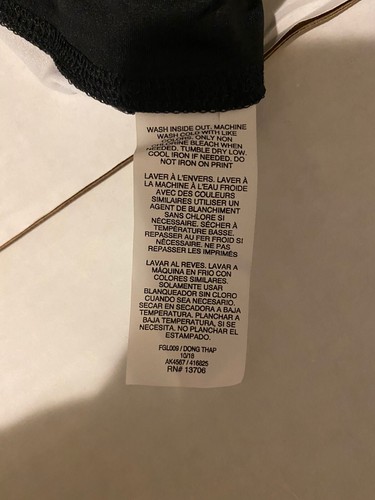 WASH INSIDE OUT. MACHINE
WASH COLD WITH LIKE
COLORS. ONLY NON
CHLORINE BLEACH WHEN
NEEDED. TUMBLE DRY LOW.
COOL IRON IF NEEDED. DO
NOT IRON ON PRINT
LAVER À L'ENVERS. LAVER À
LA MACHINE À L'EAU FROIDE
AVEC DES COULEURS
SIMILAIRES UTILISER UN
AGENT DE BLANCHIMENT
SANS CHLORE SI
NÉCESSAIRE. SÉCHER À
TEMPÉRATURE BASSE.
REPASSER AU FER FROID SI
NÉCESSAIRE. NE PAS
REPASSER LES IMPRIMÉS
LAVAR AL REVES. LAVAR A
MÁQUINA EN FRIO CON
COLORES SIMILARES.
SOLAMENTE USAR
BLANQUEADOR SIN CLORO
CUANDO SEA NECESARIO.
SECAR EN SECADORA A BAJA
TEMPERATURA. PLANCHAR A
BAJA TEMPERATURA, SI SE
NECESITA. NO PLANCHAR EL
ESTAMPADO.
FGL009 / DONG THAP
10/18
AK4567 / 416825
RN# 13706